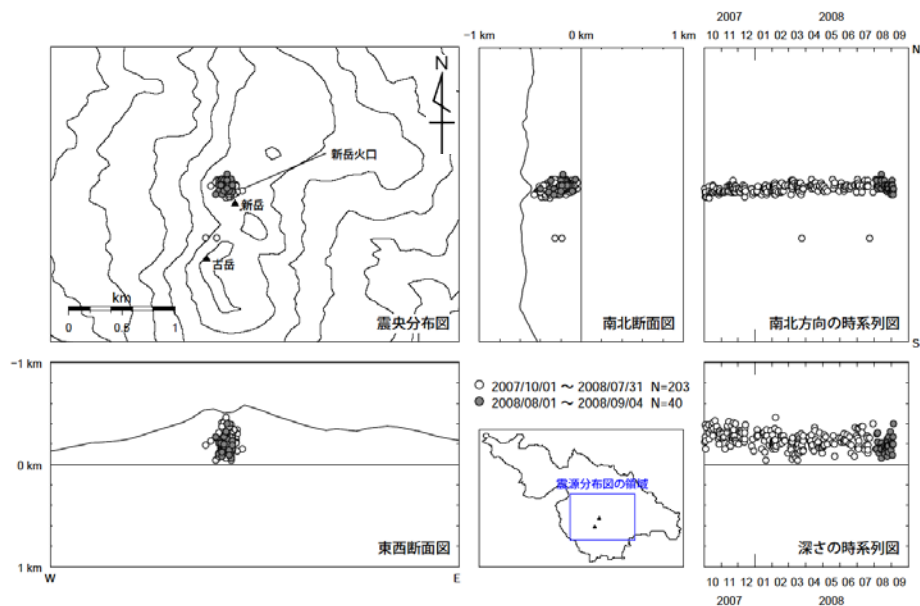 2007 2008
−1 km 0 km 1 km
10 11 12 01 02 03 04 05 06 07 08 09
N
N
新岳火口
新岳
古岳
km
0 0.5 1
震央分布図
南北断面図
南北方向の時系列図
S
−1 km
0 km
1 km
W
E
東西断面図
2007/10/01 ～ 2008/07/31 N=203
2008/08/01 ～ 2008/09/04 N=40
震源分布図の領域
深さの時系列図
10 11 12 01 02 03 04 05 06 07 08 09
2007 2008